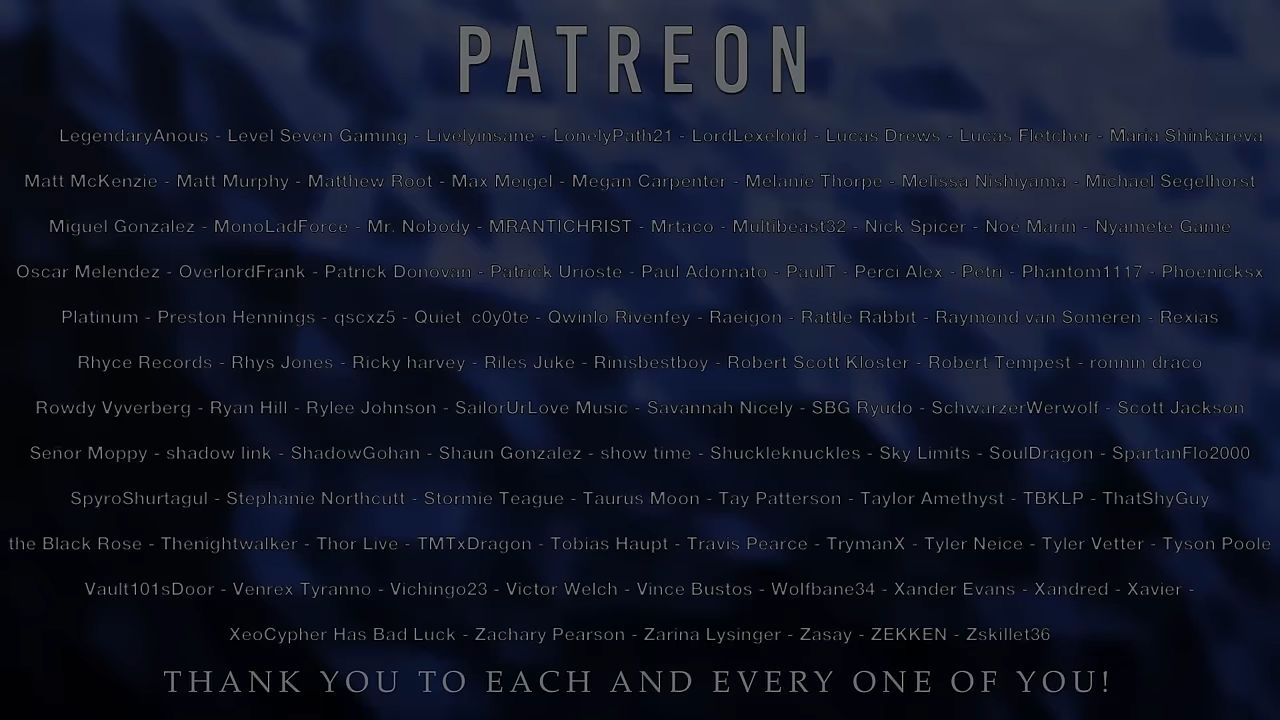 PATREON
LegendaryAnous - Level Seven Gaming - Livelyinsane - LonelyPath21 - LordLexeloid - Lucas Drews - Lucas Fletcher - Maria Shinkareva
Matt McKenzie - Matt Murphy - Matthew Root - Max Meigel - Megan Carpenter - Melanie Thorpe - Melissa Nishiyama - Michael Segelhorst
Miguel Gonzalez - MonoLadForce - Mr. Nobody - MRANT1CHR1ST - Mrtaco - Multibeast32 - Nick Spicer - Noe Marin - Nyamete Game
Oscar Melendez - OverlordFrank - Patrick Donovan - Patrick Urioste - Paul Adornato - PaulT - Perci Alex - Petri - Phantom1117 - Phoenicksx
Platinum - Preston Hennings - qscxz5 - Quiet c0y0te - Qwinlo Rivenfey - Raeigon - Rattle Rabbit - Raymond van Someren - Rexias
Rhyce Records - Rhys Jones - Ricky harvey - Riles Juke - Rinisbestboy - Robert Scott Kloster - Robert Tempest - ronnin draco
Rowdy Vyverberg - Ryan Hill - Rylee Johnson - SailorUrLove Music - Savannah Nicely - SBG Ryudo - SchwarzerWerwolf - Scott Jackson
Senor Moppy - shadow link - ShadowGohan - Shaun Gonzalez - show time - Shuckleknuckles - Sky Limits - SoulDragon - SpartanFlo2000
SpyroShurtagul - Stephanie Northcutt - Stormie Teague - Taurus Moon - Tay Patterson - Taylor Amethyst - TBKLP - ThatShyGuy
the Black Rose - Thenightwalker - Thor Live - TMTxDragon - Tobias Haupt - Travis Pearce - TrymanX - Tyler Neice - Tyler Vetter - Tyson Poole
Vault101sDoor - Venrex Tyranno - Vichingo23 - Victor Welch - Vince Bustos - Wolfbane34 - Xander Evans - Xandred - Xavier -
XeoCypher Has Bad Luck - Zachary Pearson - Zarina Lysinger - Zasay - ZEKKEN - Zskillet36
THANK YOU TO EACH AND EVERY ONE OF YOU!